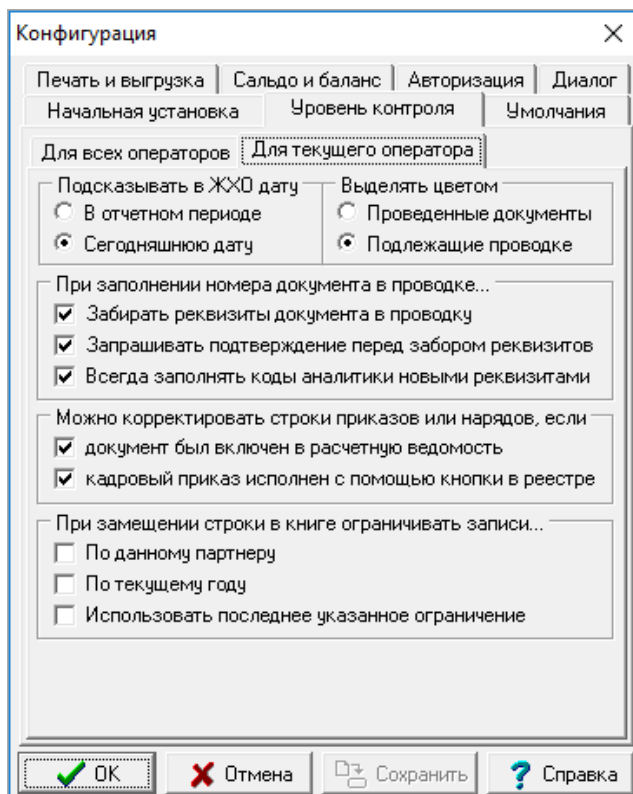 Конфигурация
Печать и выгрузка Сальдо и баланс Авторизация Диалог
Начальная установка Уровень контроля Умолчания
Для всех операторов Для текущего оператора
Подсказывать в ЖХО дату Выделять цветом
В отчетном периоде Проведенные документы
Сегодняшнюю дату Подлежащие проводке
При заполнении номера документа в проводке...
Забирать реквизиты документа в проводку
Запрашивать подтверждение перед забором реквизитов
Всегда заполнять коды аналитики новыми реквизитами
Можно корректировать строки приказов или нарядов, если
документ был включен в расчетную ведомость
кадровый приказ исполнен с помощью кнопки в реестре
При замещении строки в книге ограничивать записи...
По данному партнеру
По текущему году
Использовать последнее указанное ограничение
OK Отмена Сохранить Справка